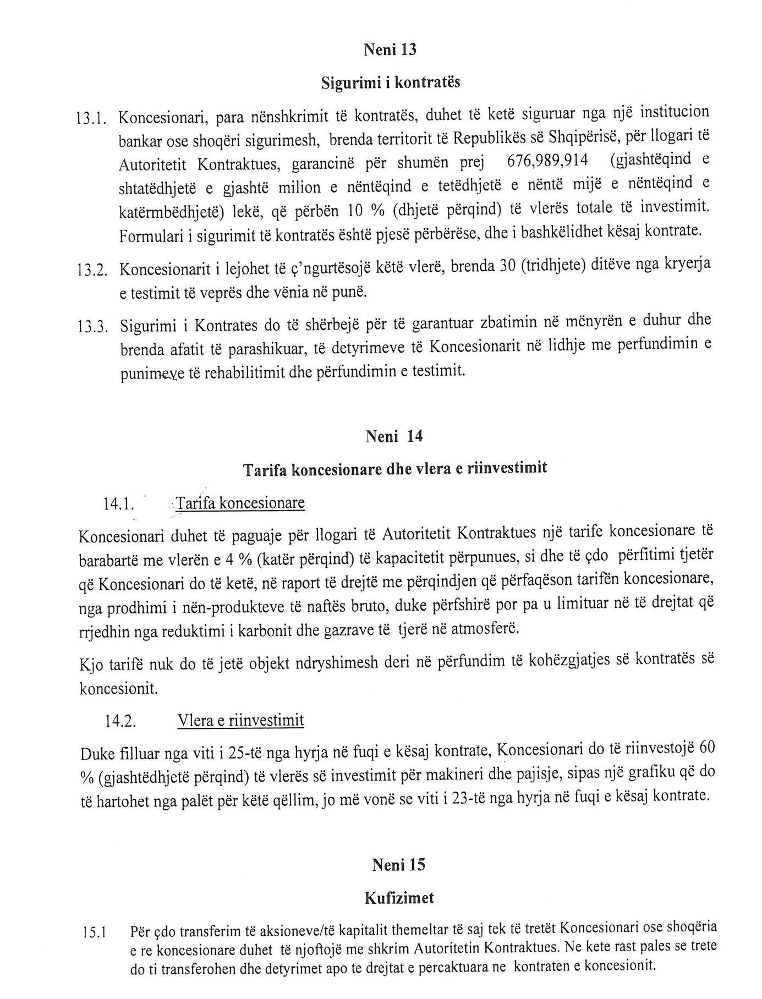 Neni 13
Sigurimi i kontratës
13.1. Koncesionari, para nënshkrimit të kontratës, duhet të ketë siguruar nga një institucion
bankar ose shoqëri sigurimesh, brenda territorit të Republikës së Shqipërisë, për llogari të
Autoritetit Kontraktues, garancinë për shumën prej 676,989,914 (gjashtëqind e
shtatëdhjetë e gjashtë milion e nëntëqind e tetëdhjetë e nëntë mijë e nëntëqind e
katërmbëdhjetë) lekë, që përbën 10 % (dhjetë përqind) të vlerës totale të investimit.
Formulari i sigurimit të kontratës është pjesë përbërëse, dhe i bashkëlidhet kësaj kontrate.
13.2. Koncesionarit i lejohet të ç’ngurtësojë këtë vlerë, brenda 30 (tridhjete) ditëve nga kryerja
e testimit të veprës dhe vënia në punë.
13.3. Sigurimi i Kontrates do të shërbejë për të garantuar zbatimin në mënyrën e duhur dhe
brenda afatit të parashikuar, të detyrimeve të Koncesionarit në lidhje me perfundimin e
punimeve të rehabilitimit dhe përfundimin e testimit.
Neni 14
Tarifa koncesionare dhe vlera e riinvestimit
14.1. Tarifa koncesionare
Koncesionari duhet të paguaje për llogari të Autoritetit Kontraktues një tarife koncesionare të
barabartë me vlerën e 4 % (katër përqind) të kapacitetit përpunues, si dhe të çdo përfitimi tjetër
që Koncesionari do të ketë, në raport të drejtë me përqindjen që përfaqëson tarifën koncesionare,
nga prodhimi i nën-produkteve të naftës bruto, duke përfshirë por pa u limituar në të drejtat që
rrjedhin nga reduktimi i karbonit dhe gazrave të tjerë në atmosferë.
Kjo tarifë nuk do të jetë objekt ndryshimesh deri në përfundim të kohëzgjatjes së kontratës së
koncesionit.
14.2. Vlera e riinvestimit
Duke filluar nga viti i 25-të nga hyrja në fuqi e kësaj kontrate, Koncesionari do të riinvestojë 60
% (gjashtëdhjetë përqind) të vlerës së investimit për makineri dhe pajisje, sipas një grafiku që do
të hartohet nga palët për këtë qëllim, jo më vonë se viti i 23-të nga hyrja në fuqi e kësaj kontrate.
Neni 15
Kufizimet
15.1 Për çdo transferim të aksioneve/të kapitalit themeltar të saj tek të tretët Koncesionari ose shoqëria
e re koncesionare duhet të njoftojë me shkrim Autoritetin Kontraktues. Ne kete rast pales se trete
do ti transferohen dhe detyrimet apo te drejtat e percaktuara ne kontraten e koncesionit.